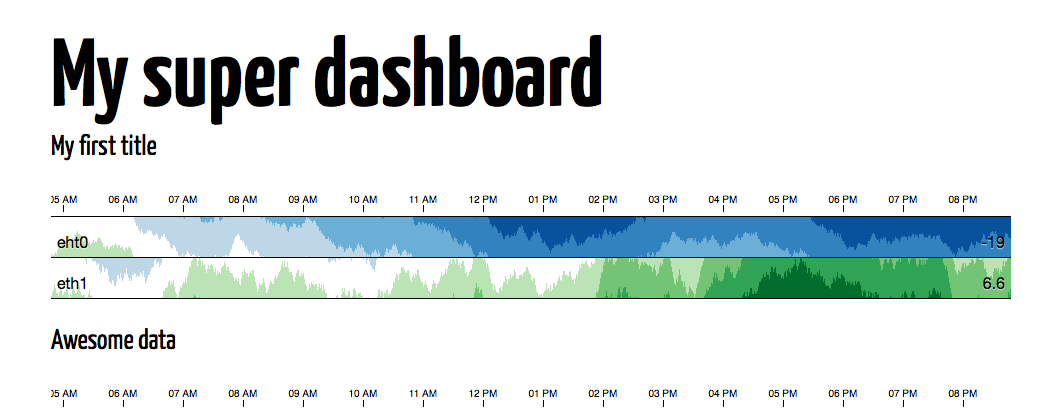 My super dashboard
My first title
05 AM 06 AM 07 AM 08 AM 09 AM 10 AM 11 AM 12 PM 01 PM 02 PM 03 PM 04 PM 05 PM 06 PM 07 PM 08 PM
eht0 -19
eth1 6.6
Awesome data
05 AM 06 AM 07 AM 08 AM 09 AM 10 AM 11 AM 12 PM 01 PM 02 PM 03 PM 04 PM 05 PM 06 PM 07 PM 08 PM